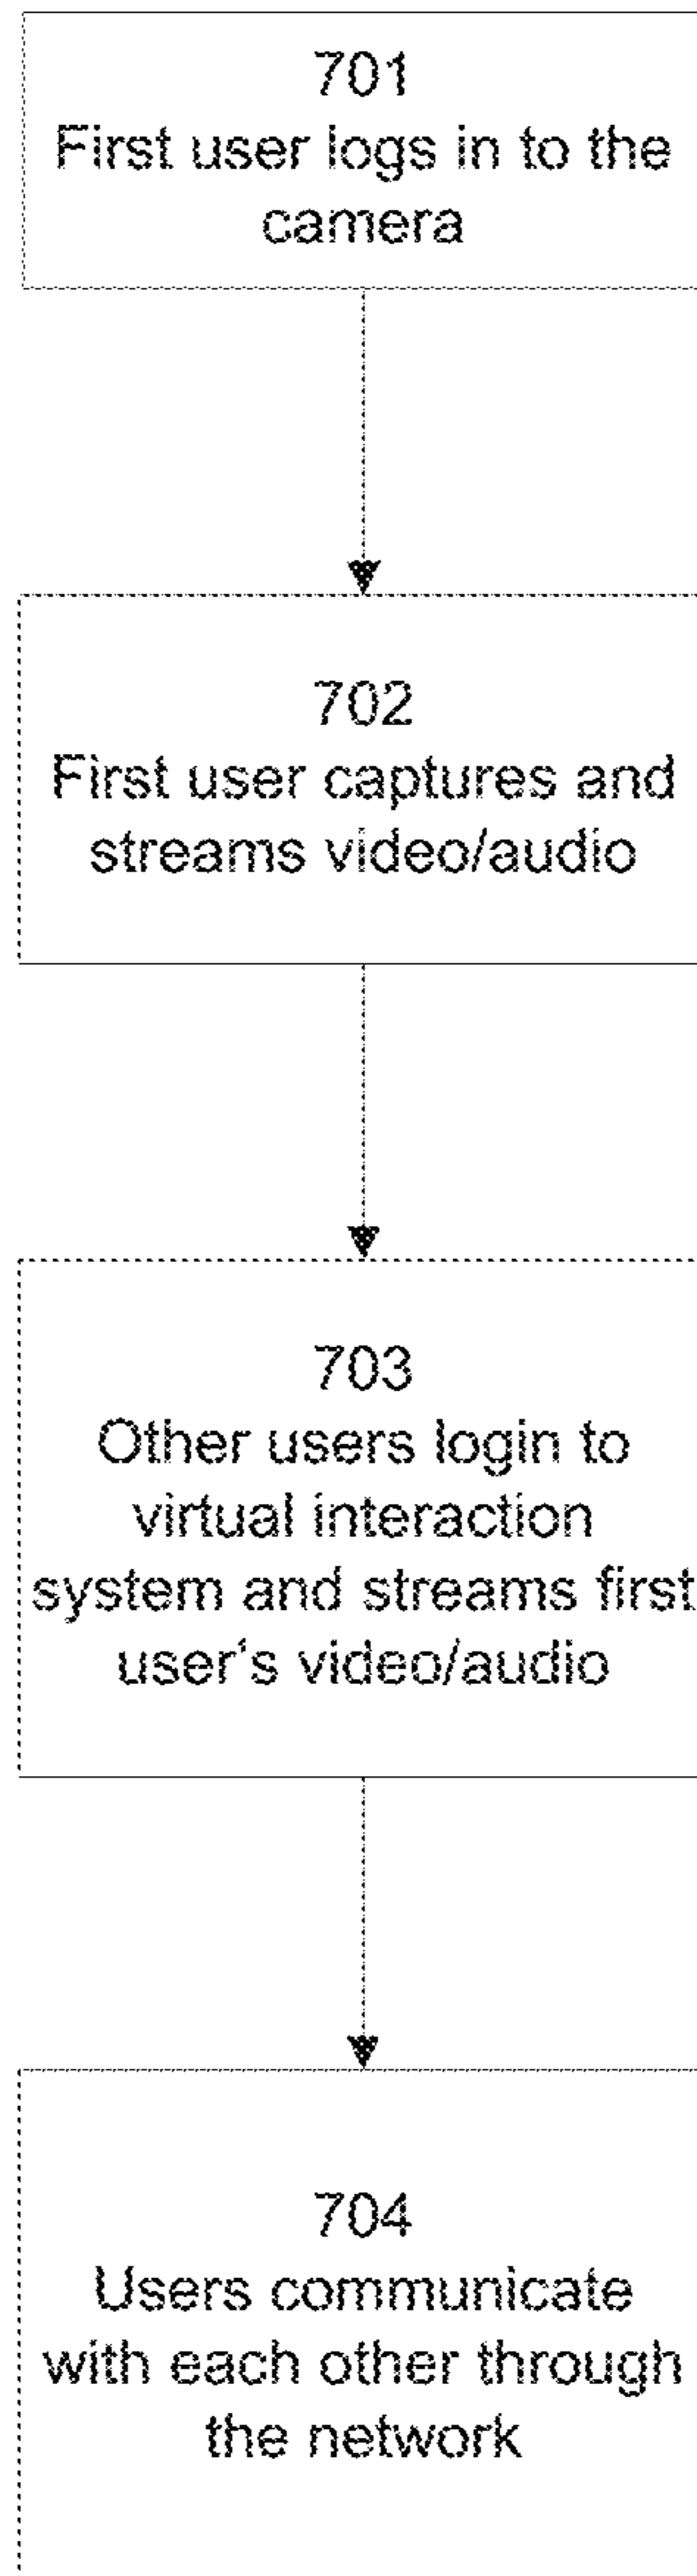 701
First user logs in to the
camera
702
First user captures and
streams video/audio
703
Other users login to
virtual interaction
system and streams first
user‘s video/audio
704
Users communicate
with each other through
the network